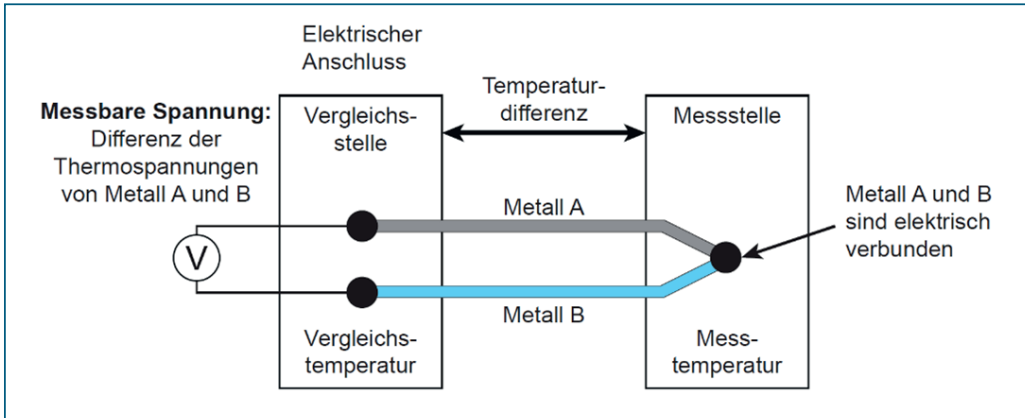 Elektrischer
Anschluss
Messbare Spannung:
Differenz der
Thermospannungen
von Metall A und B
Vergleichs-
stelle
Temperatur-
differenz
Messstelle
Metall A
Metall A und B
sind elektrisch
verbunden
V
Metall B
Vergleichs-
temperatur
Mess-
temperatur